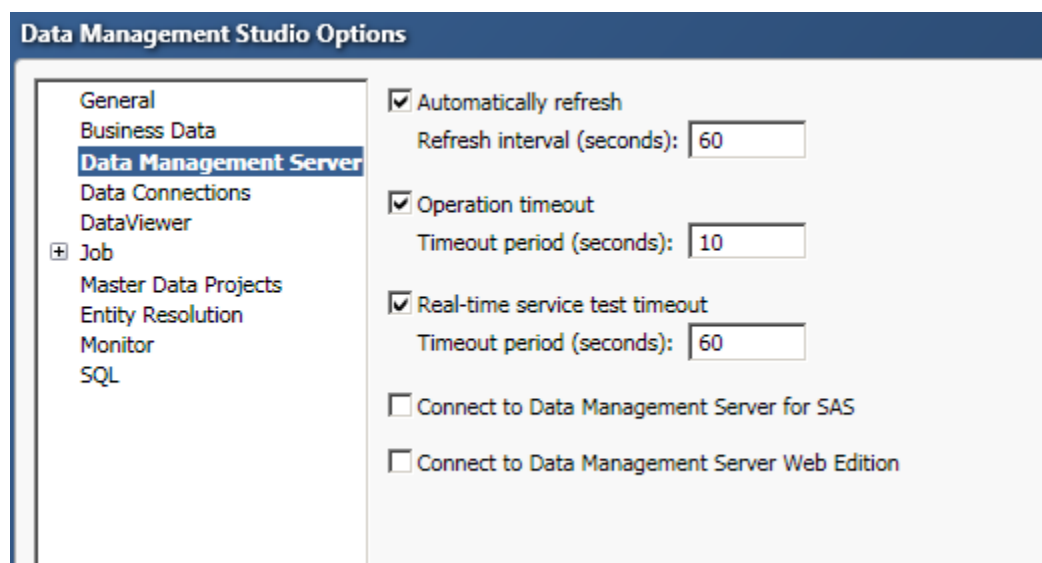 Data Management Studio Options
General
Business Data
Data Management Server
Data Connections
DataViewer
Job
Master Data Projects
Entity Resolution
Monitor
SQL
Automatically refresh
Refresh interval (seconds): 60
Operation timeout
Timeout period (seconds): 10
Real-time service test timeout
Timeout period (seconds): 60
Connect to Data Management Server for SAS
Connect to Data Management Server Web Edition